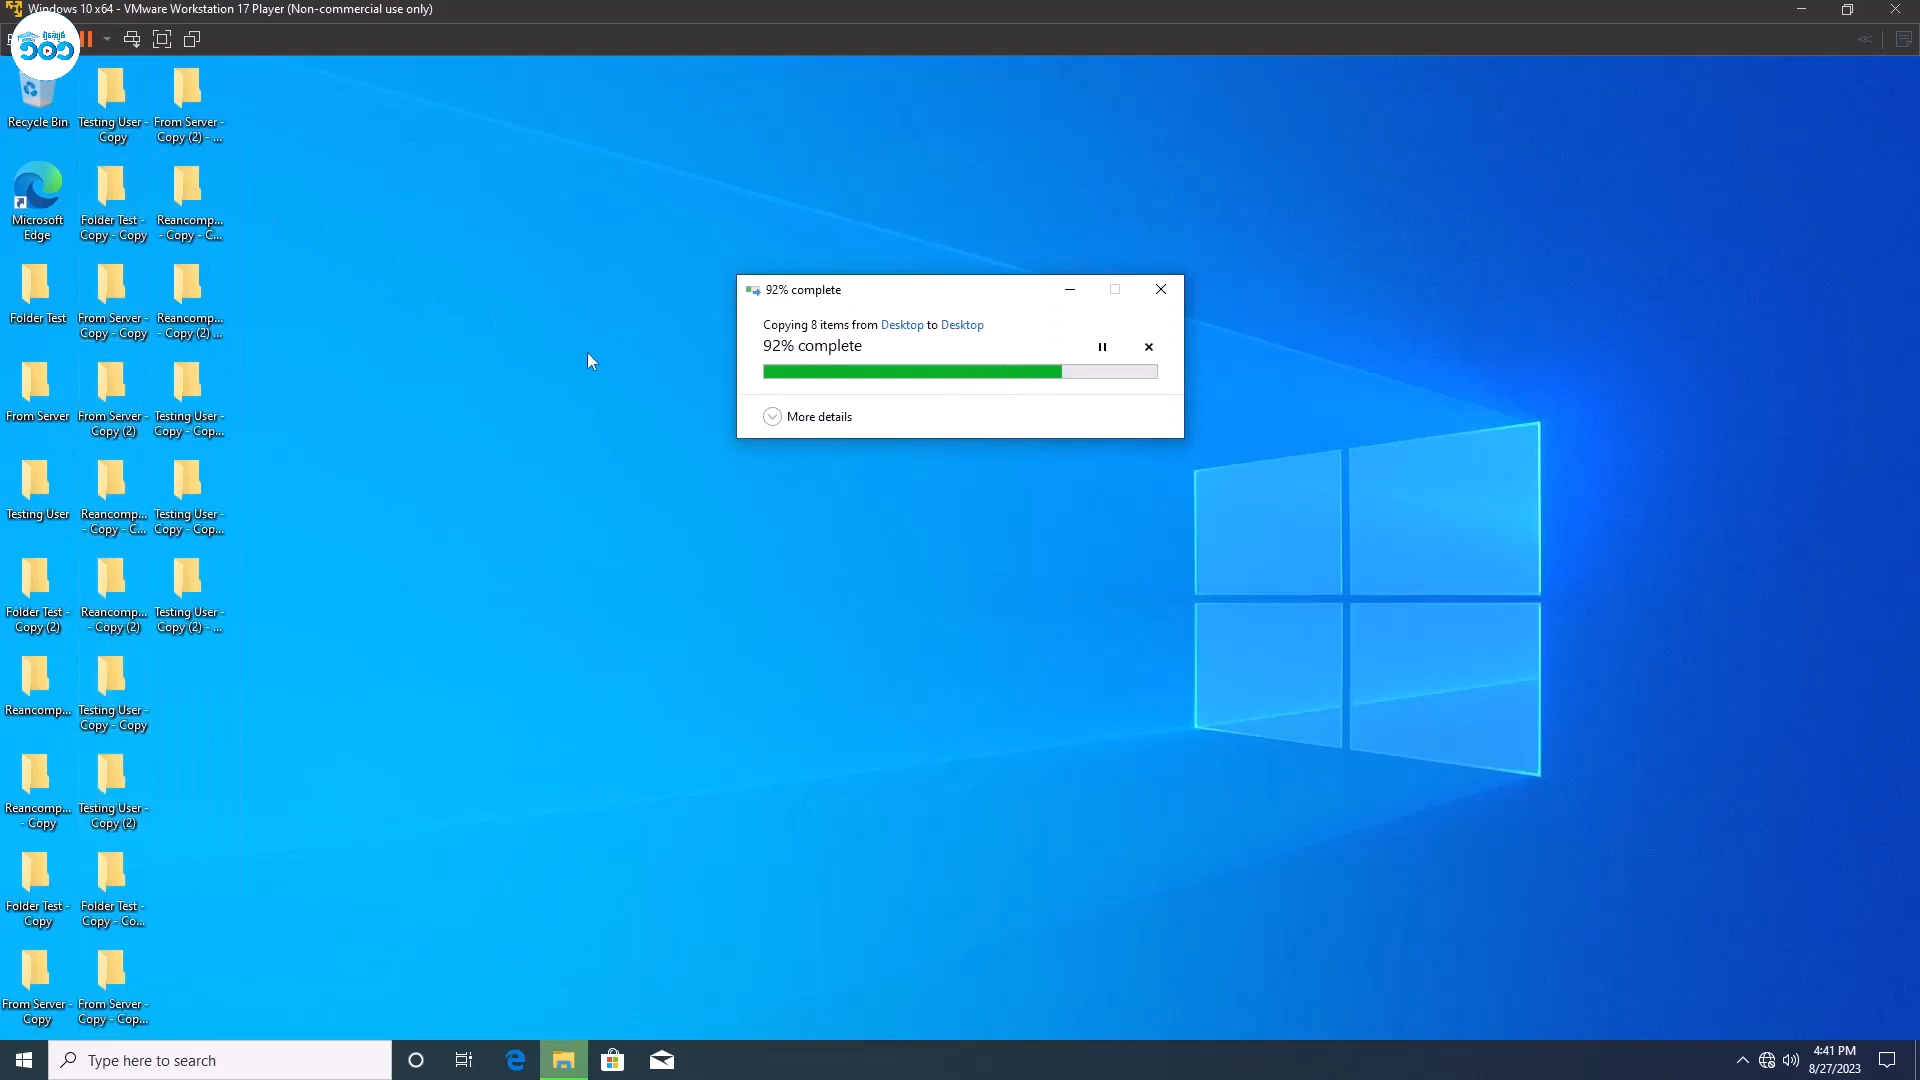 Windows 10 x64 - VMware Workstation 17 Player (Non-commercial use only)
Recycle Bin
Testing User -
Copy
From Server -
Copy (2) - ...
Microsoft
Edge
Folder Test -
Copy - Copy
Reancomp...
- Copy - C...
Folder Test
From Server -
Copy - Copy
Reancomp...
- Copy (2) ...
From Server
From Server -
Copy (2)
Testing User -
Copy - Cop...
Testing User
Reancomp...
- Copy - C...
Testing User -
Copy - Cop...
Folder Test -
Copy (2)
Reancomp...
- Copy (2)
Testing User -
Copy (2) - ...
Reancomp...
Testing User -
Copy - Copy
Reancomp...
- Copy
Testing User -
Copy (2)
Folder Test -
Copy
Folder Test -
Copy - Co...
From Server -
Copy
From Server -
Copy - Cop...
92% complete
Copying 8 items from Desktop to Desktop
92% complete
More details
Type here to search
4:41 PM
8/27/2023